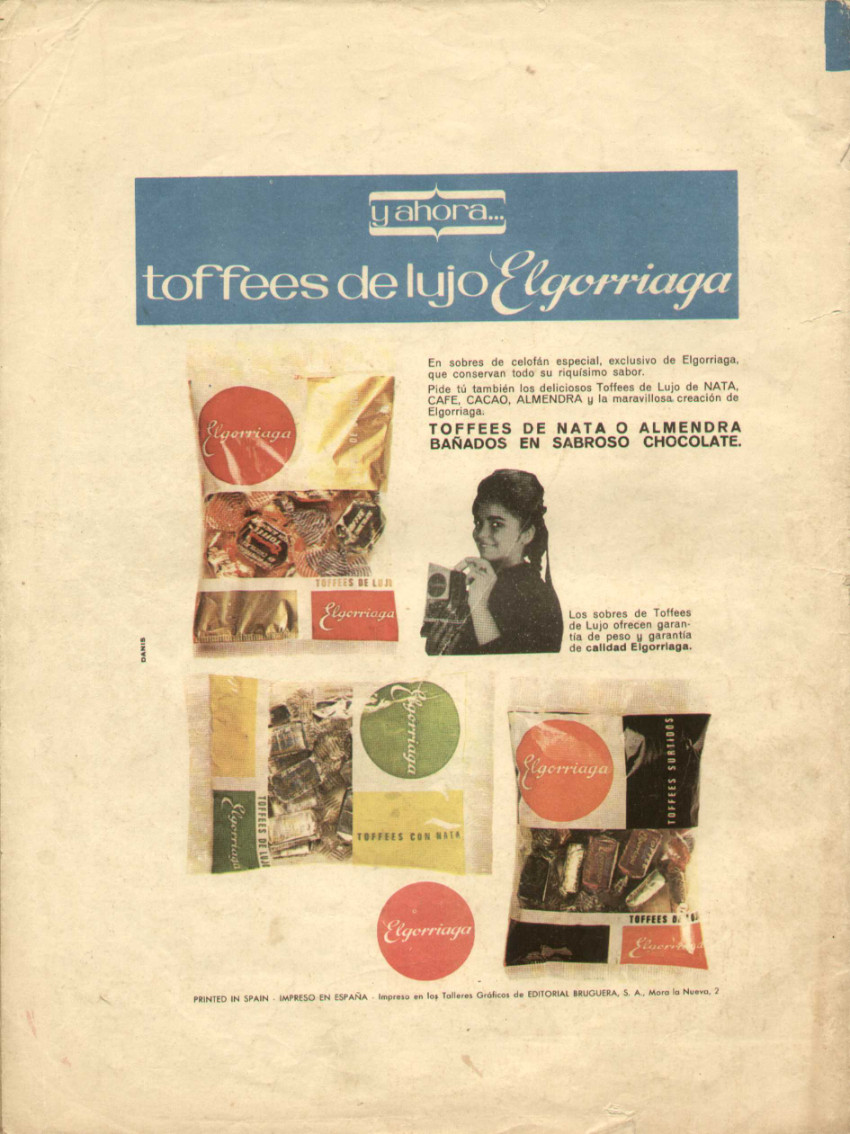 y ahora...
toffees de lujo Elgorriaga
En sobres de celofán especial, exclusivo de Elgorriaga,
que conservan todo su riquísimo sabor.
Pide tú también los deliciosos Toffees de Lujo de NATA,
CAFE, CACAO, ALMENDRA y la maravillosa creación de
Elgorriaga:
TOFFEES DE NATA O ALMENDRA
BAÑADOS EN SABROSO CHOCOLATE.
Elgorriaga
TOFFEES DE LUJO
Elgorriaga
Los sobres de Toffees
de Lujo ofrecen garan-
tía de peso y garantía
de calidad Elgorriaga.
DANIS
Elgorriaga
Elgorriaga
TOFFEES DE LUJO
TOFFEES CON NATA
Elgorriaga
TOFFEES SURTIDOS
TOFFEES DE LUJO
Elgorriaga
Elgorriaga
PRINTED IN SPAIN - IMPRESO EN ESPAÑA - Impreso en los Talleres Gráficos de EDITORIAL BRUGUERA, S. A., Mora la Nueva, 2